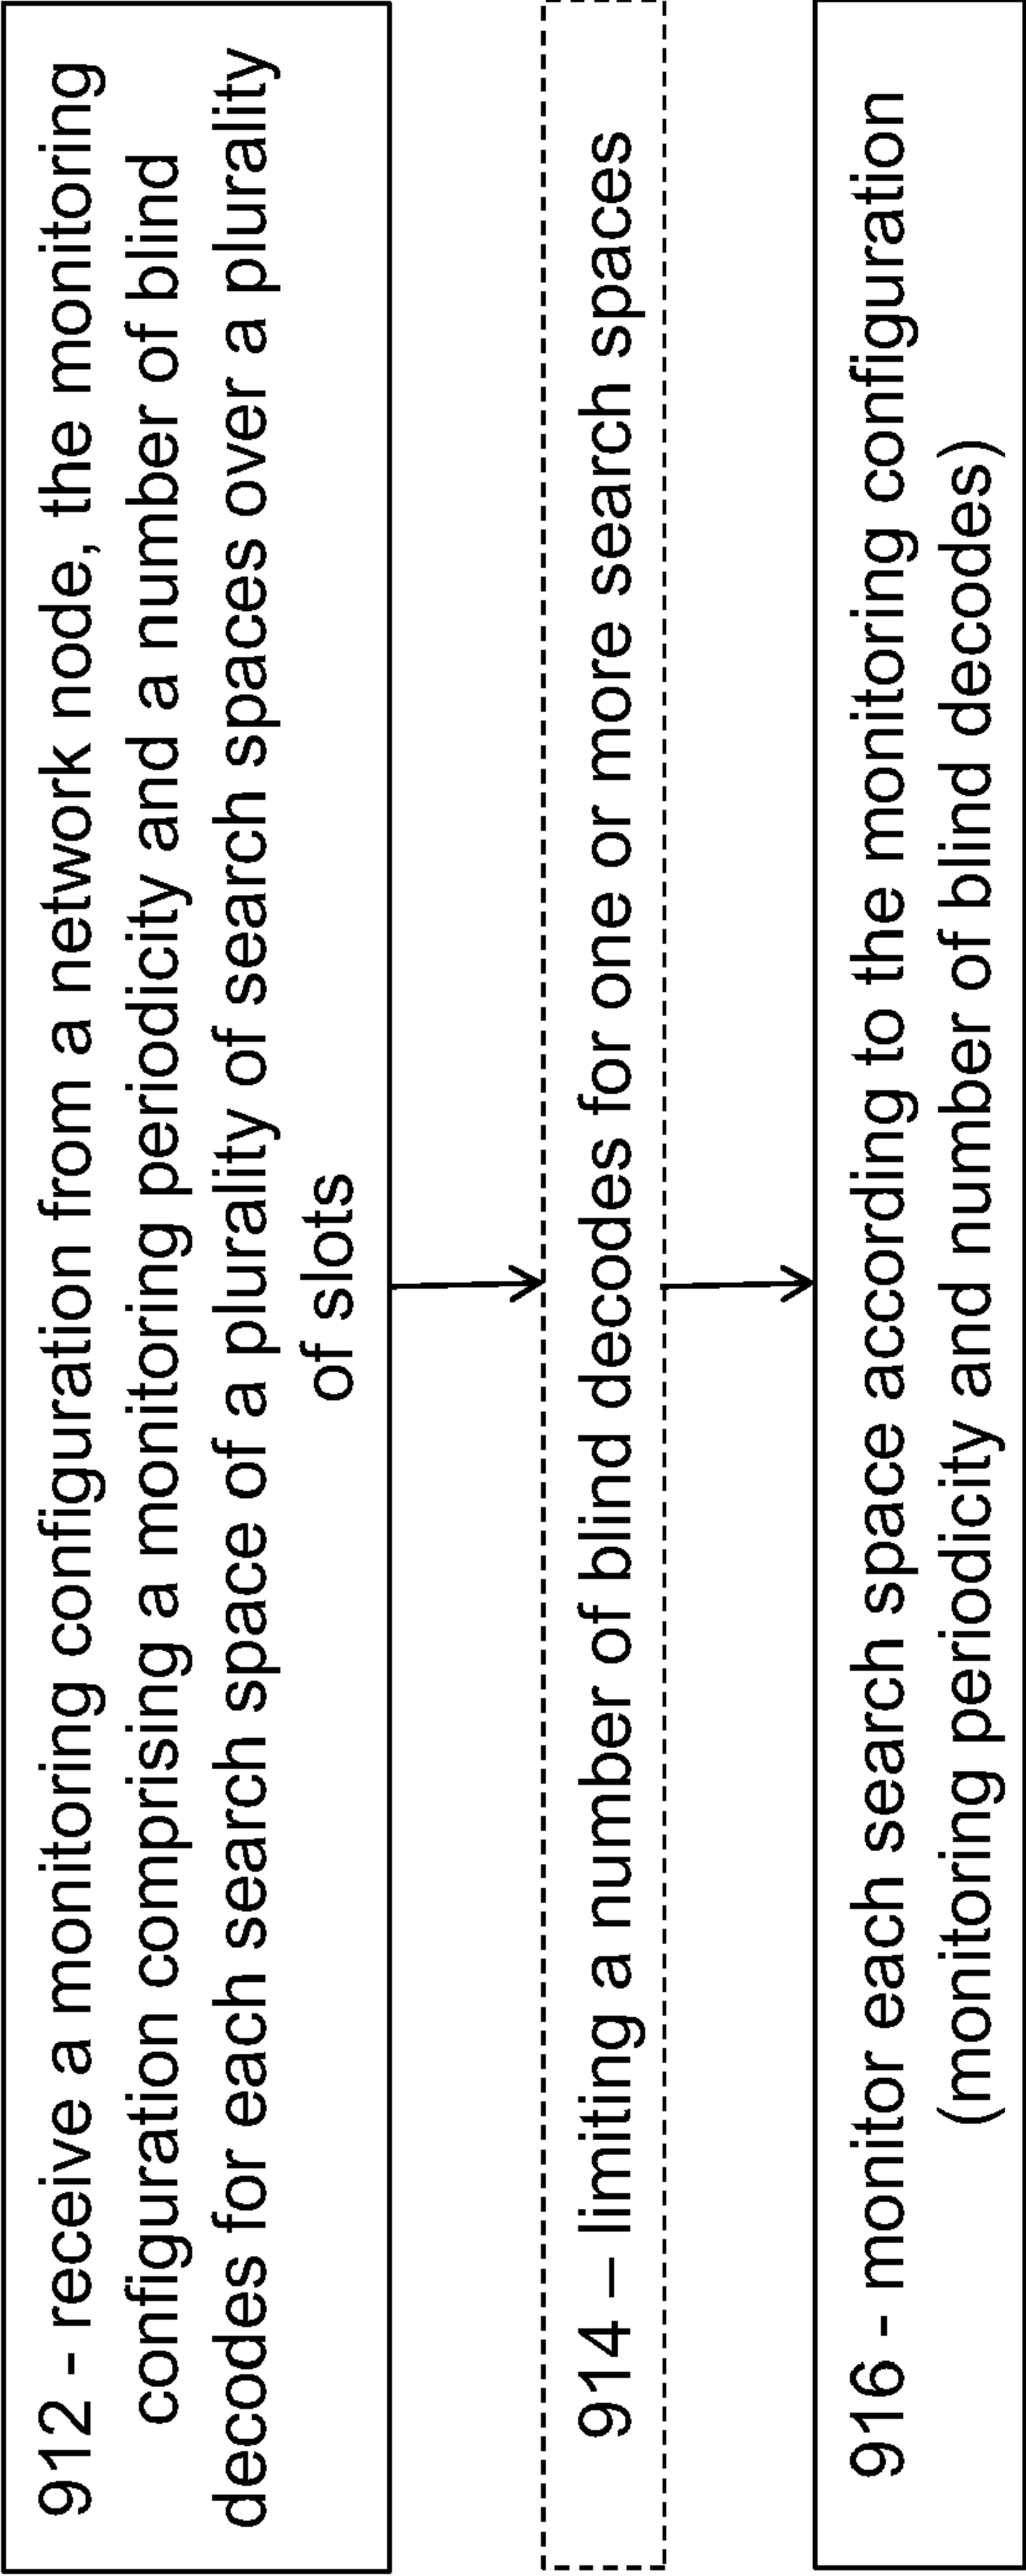 912 - receive a monitoring configuration from a network node, the monitoring
configuration comprising a monitoring periodicity and a number of blind
decodes for each search space of a plurality of search spaces over a plurality
of slots
914 – limiting a number of blind decodes for one or more search spaces
916 - monitor each search space according to the monitoring configuration
(monitoring periodicity and number of blind decodes)